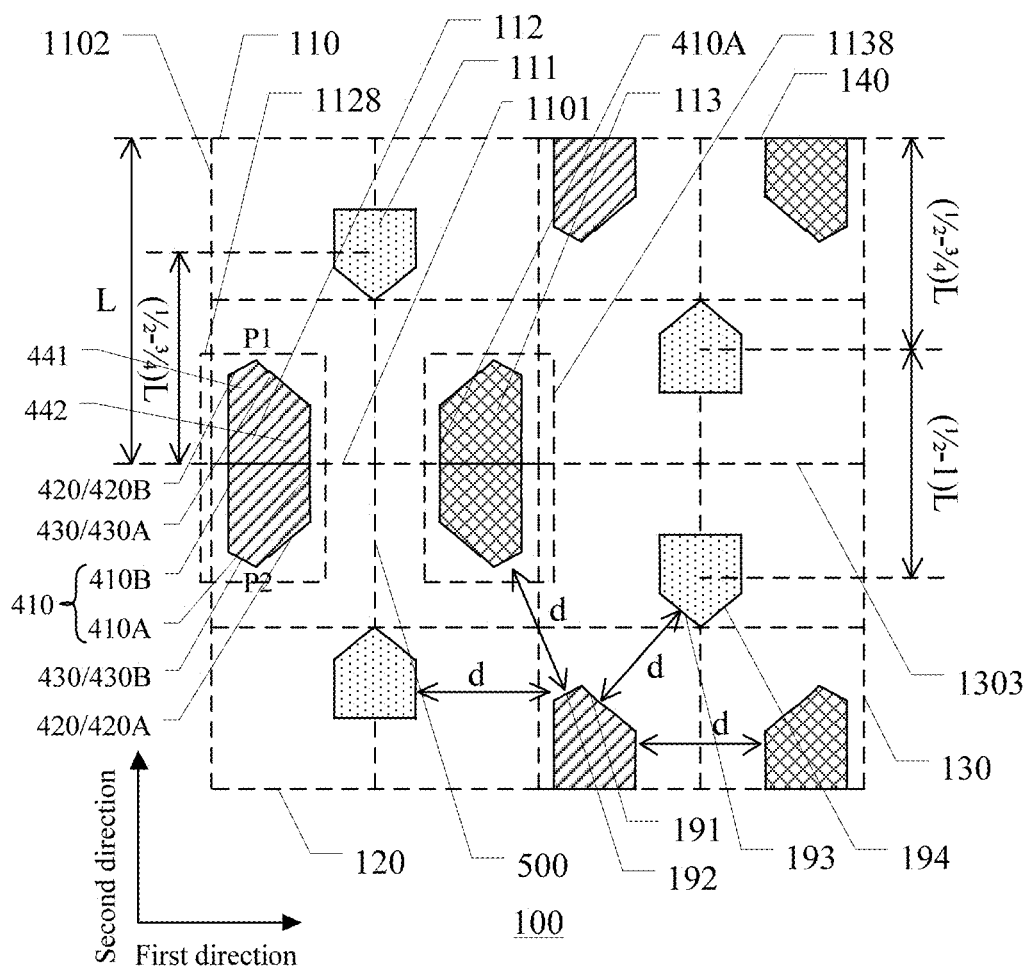 1102
110
112
410A
1138
1128
111
113
140
1101
L
(½-¾)L
(½-¾)L
P1
441
442
(½-1)L
420/420B
430/430A
410B
P2
410
d
410A
d
430/430B
d
1303
420/420A
d
130
Second direction
191
120
500
193
194
192
100
First direction